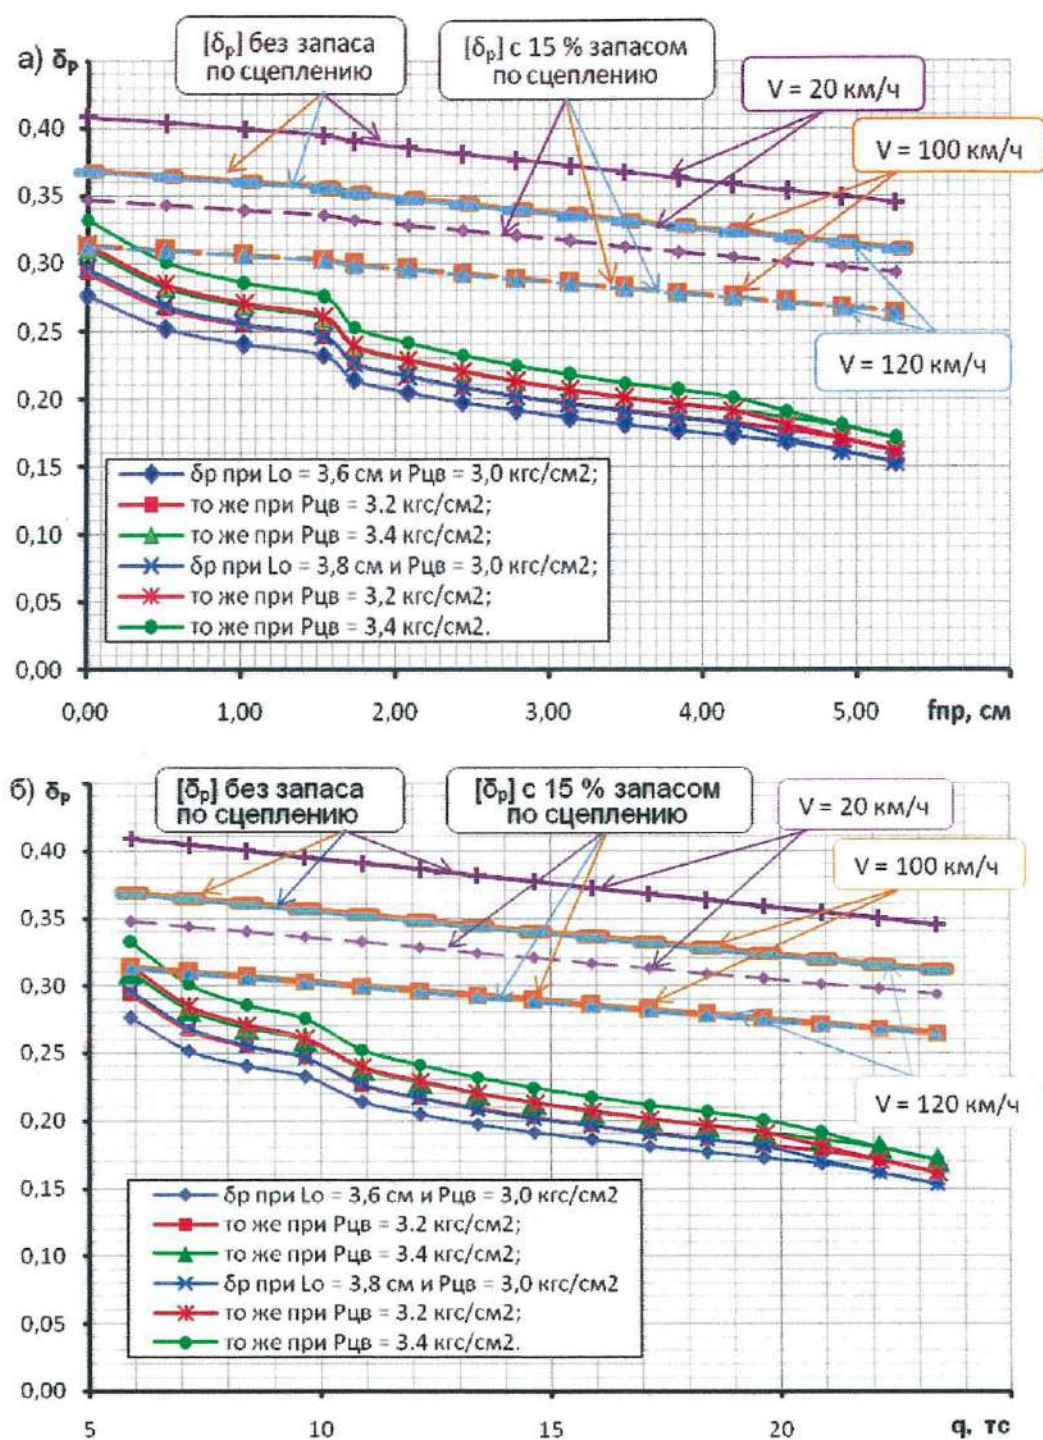 а) δр
[δр] без запаса
по сцеплению
[δр] с 15 % запасом
по сцеплению
V = 20 км/ч
V = 100 км/ч
V = 120 км/ч
0,40
0,35
0,30
0,25
0,20
0,15
0,10
0,05
0,00
δр при Lo = 3,6 см и Рцв = 3,0 кгс/см2;
то же при Рцв = 3.2 кгс/см2;
то же при Рцв = 3.4 кгс/см2;
δр при Lo = 3,8 см и Рцв = 3,0 кгс/см2;
то же при Рцв = 3,2 кгс/см2;
то же при Рцв = 3,4 кгс/см2.
0,00 1,00 2,00 3,00 4,00 5,00 fпр, см
б) δр
[δр] без запаса
по сцеплению
[δр] с 15 % запасом
по сцеплению
V = 20 км/ч
V = 100 км/ч
V = 120 км/ч
0,40
0,35
0,30
0,25
0,20
0,15
0,10
0,05
0,00
δр при Lo = 3,6 см и Рцв = 3,0 кгс/см2
то же при Рцв = 3.2 кгс/см2;
то же при Рцв = 3.4 кгс/см2;
δр при Lo = 3,8 см и Рцв = 3,0 кгс/см2
то же при Рцв = 3,2 кгс/см2;
то же при Рцв = 3,4 кгс/см2.
5 10 15 20 q, тс